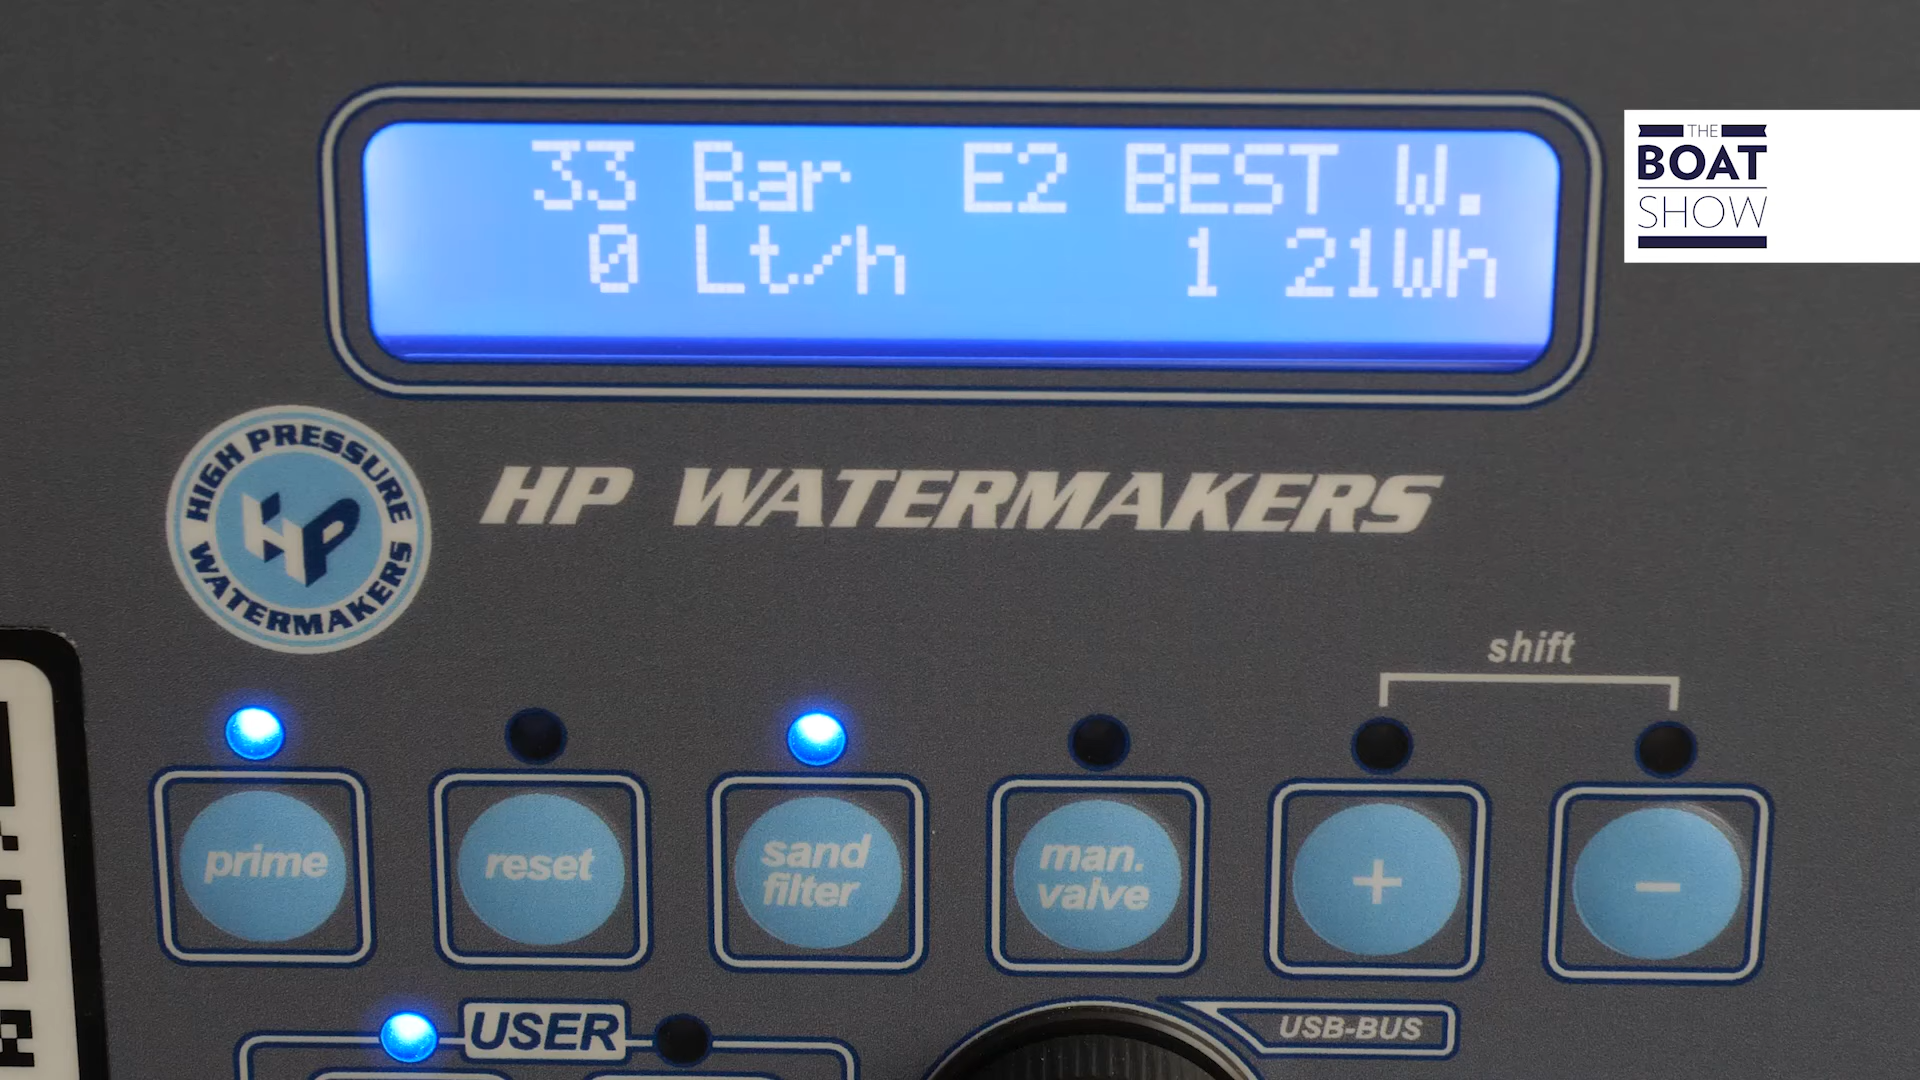 33 Bar E2 BEST W.
0 Lt/h 1 21Wh
THE
BOAT
SHOW
HIGH PRESSURE
HP
WATERMAKERS
HP WATERMAKERS
shift
prime
reset
sand
filter
man.
valve
+
-
USER
USB-BUS